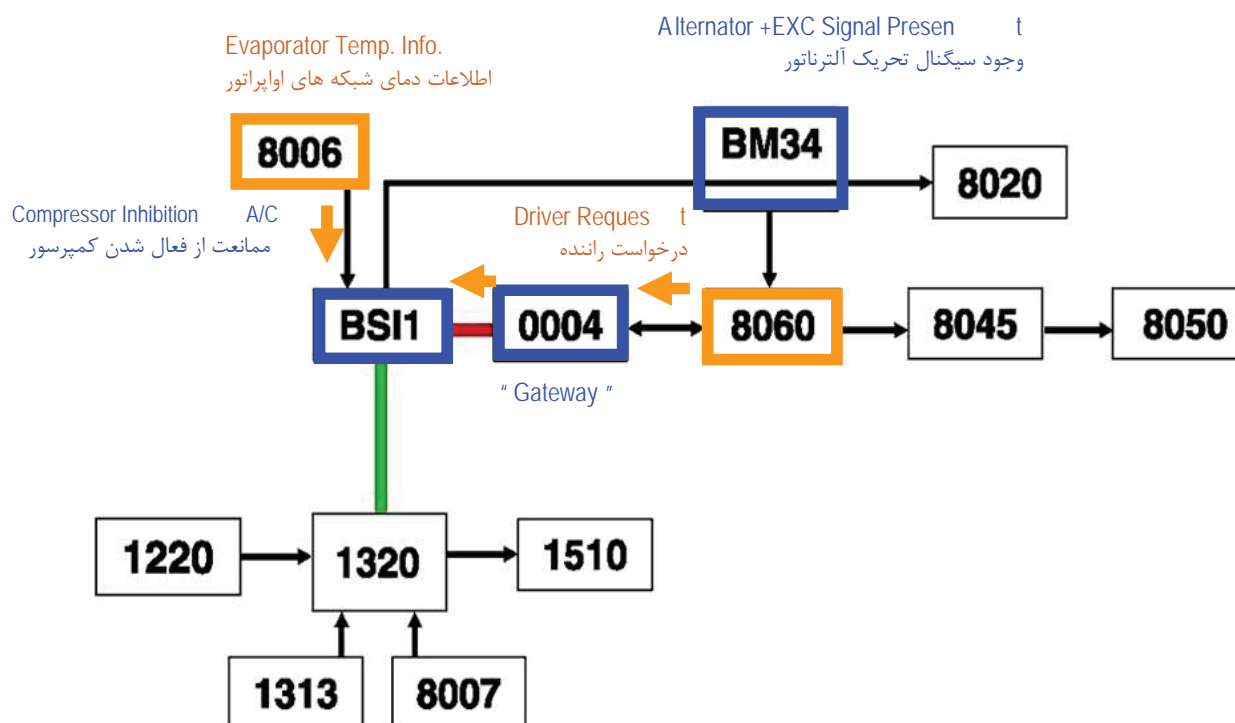 Alternator +EXC Signal Presen t
وجود سیگنال تحریک آلترناتور
Evaporator Temp. Info.
اطلاعات دمای شبکه های اواپراتور
8006
BM34
8020
Compressor Inhibition A/C
ممانعت از فعال شدن کمپرسور
Driver Reques t
درخواست راننده
BSI1
0004
8060
8045
8050
“ Gateway ”
1220
1320
1510
1313
8007